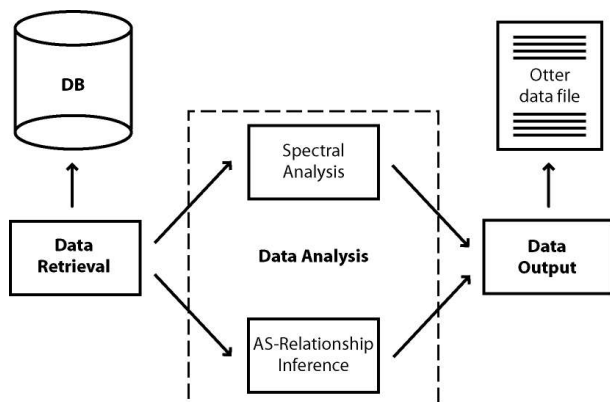 DB
Otter
data file
Spectral
Analysis
Data
Retrieval
Data Analysis
Data
Output
AS-Relationship
Inference